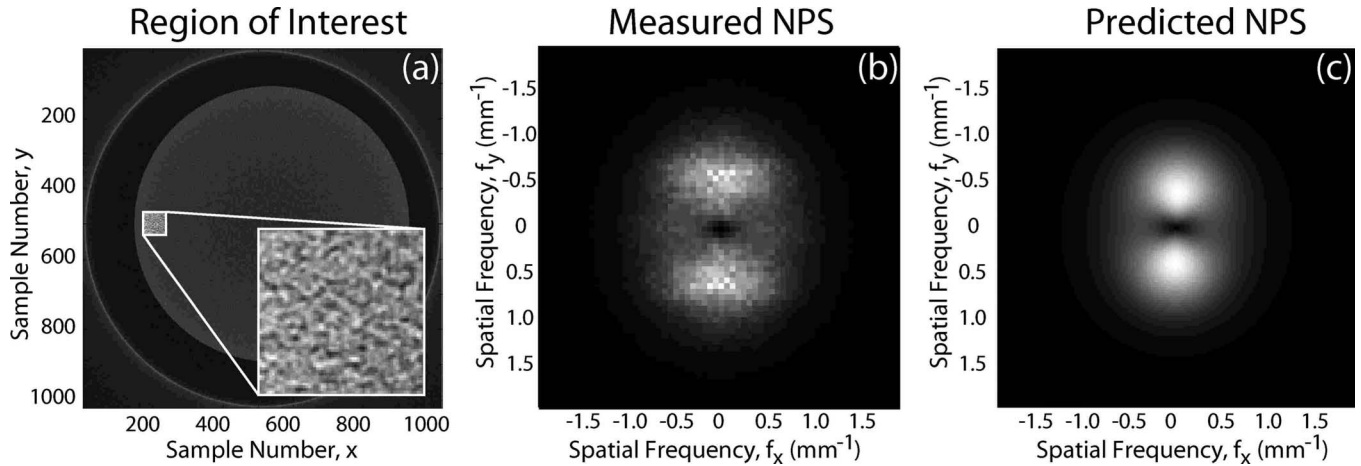 Region of Interest
(a)
Sample Number, y
200
400
600
800
1000
200 400 600 800 1000
Sample Number, x
Measured NPS
(b)
Spatial Frequency, f_y (mm⁻¹)
-1.5
-1.0
-0.5
0
0.5
1.0
1.5
-1.5 -1.0 -0.5 0 0.5 1.0 1.5
Spatial Frequency, f_x (mm⁻¹)
Predicted NPS
(c)
Spatial Frequency, f_y (mm⁻¹)
-1.5
-1.0
-0.5
0
0.5
1.0
1.5
-1.5 -1.0 -0.5 0 0.5 1.0 1.5
Spatial Frequency, f_x (mm⁻¹)